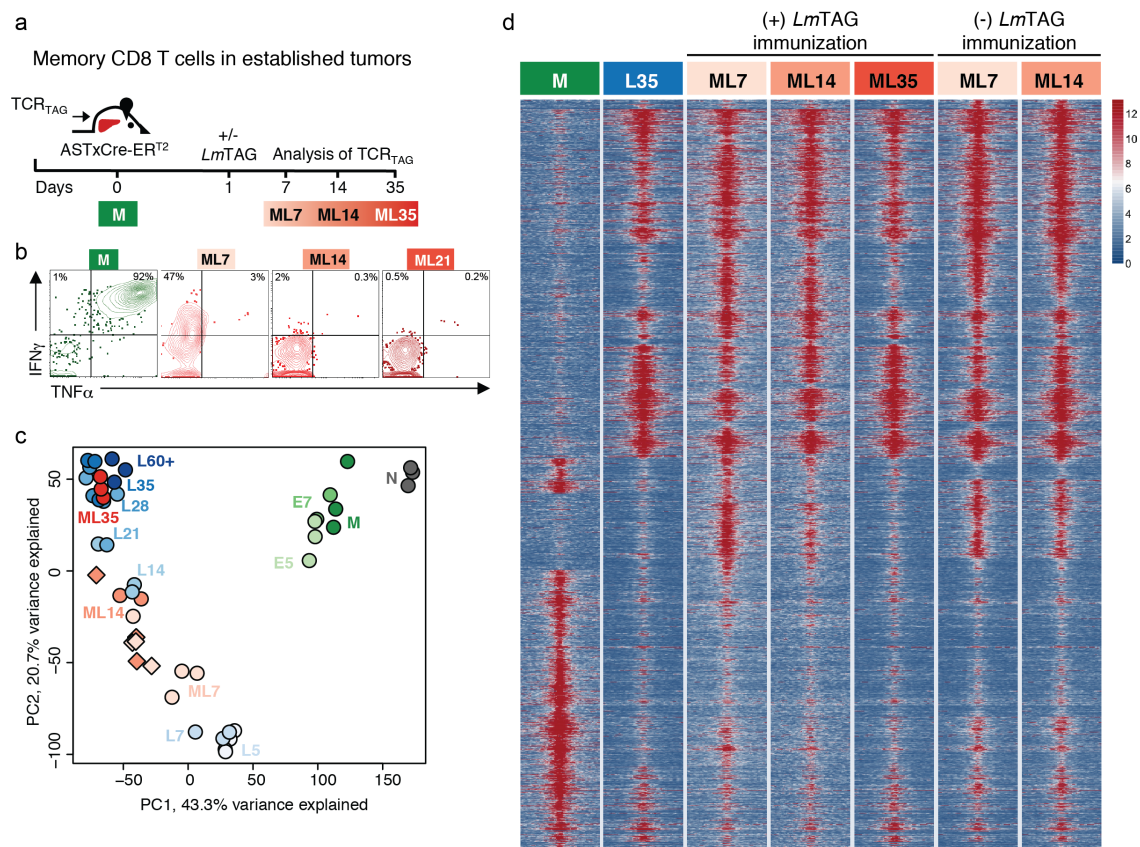 a
Memory CD8 T cells in established tumors
TCRTAG
ASTxCre-ERT2
+/-
LmTAG
Analysis of TCRTAG
Days 0 1 7 14 35
M
ML7 ML14 ML35
b
M ML7 ML14 ML21
1% 92% 47% 3% 2% 0.3% 0.5% 0.2%
IFNγ
TNFα
c
PC2, 20.7% variance explained
50
0
−50
−100
L60+
L35
L28
ML35
L21
L14
ML14
ML7
L7
L5
N
E7
M
E5
−50 0 50 100 150
PC1, 43.3% variance explained
d
(+) LmTAG
immunization
(-) LmTAG
immunization
M L35 ML7 ML14 ML35 ML7 ML14
12
10
8
6
4
2
0